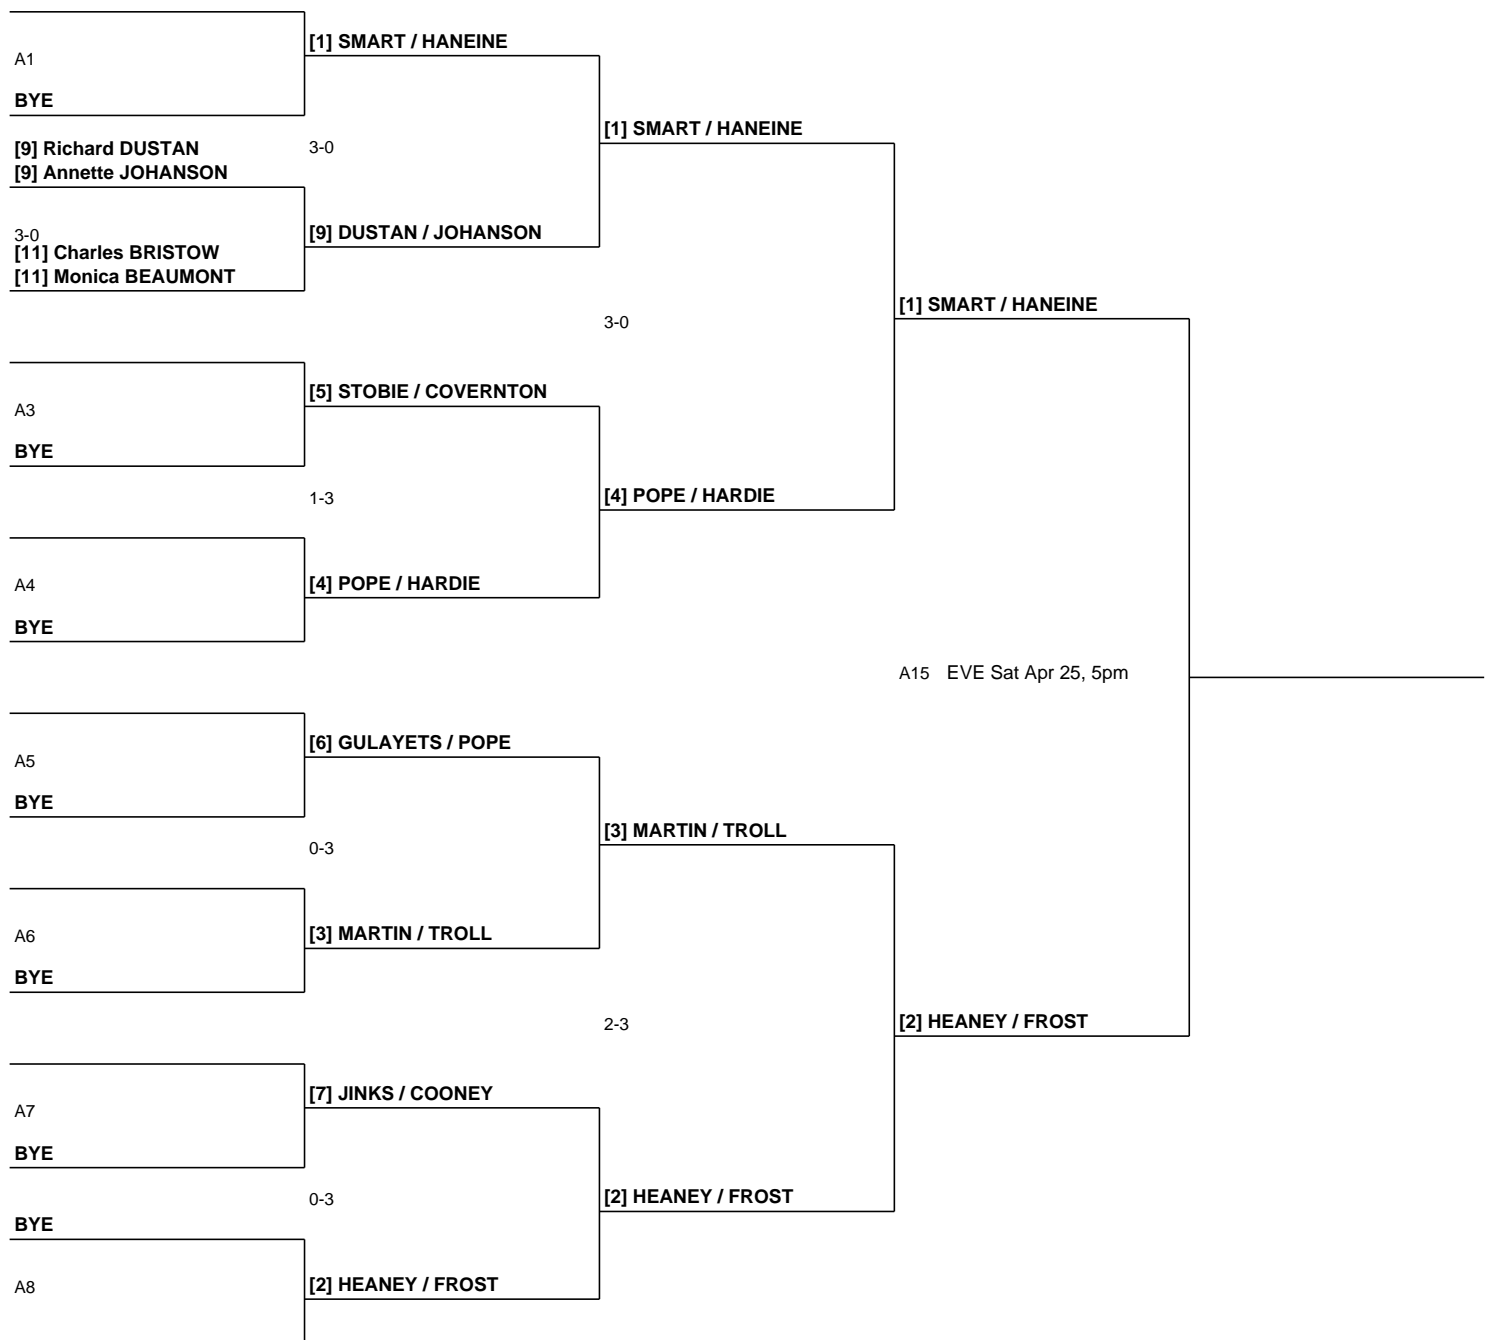 [1] SMART / HANEINE
A1
BYE
[1] SMART / HANEINE
[9] Richard DUSTAN
3-0
[9] Annette JOHANSON
3-0
[9] DUSTAN / JOHANSON
[11] Charles BRISTOW
[11] Monica BEAUMONT
[1] SMART / HANEINE
3-0
[5] STOBIE / COVERNTON
A3
BYE
1-3
[4] POPE / HARDIE
A4
[4] POPE / HARDIE
BYE
A15 EVE Sat Apr 25, 5pm
[6] GULAYETS / POPE
A5
BYE
[3] MARTIN / TROLL
0-3
A6
[3] MARTIN / TROLL
BYE
2-3
[2] HEANEY / FROST
[7] JINKS / COONEY
A7
BYE
0-3
[2] HEANEY / FROST
BYE
A8
[2] HEANEY / FROST